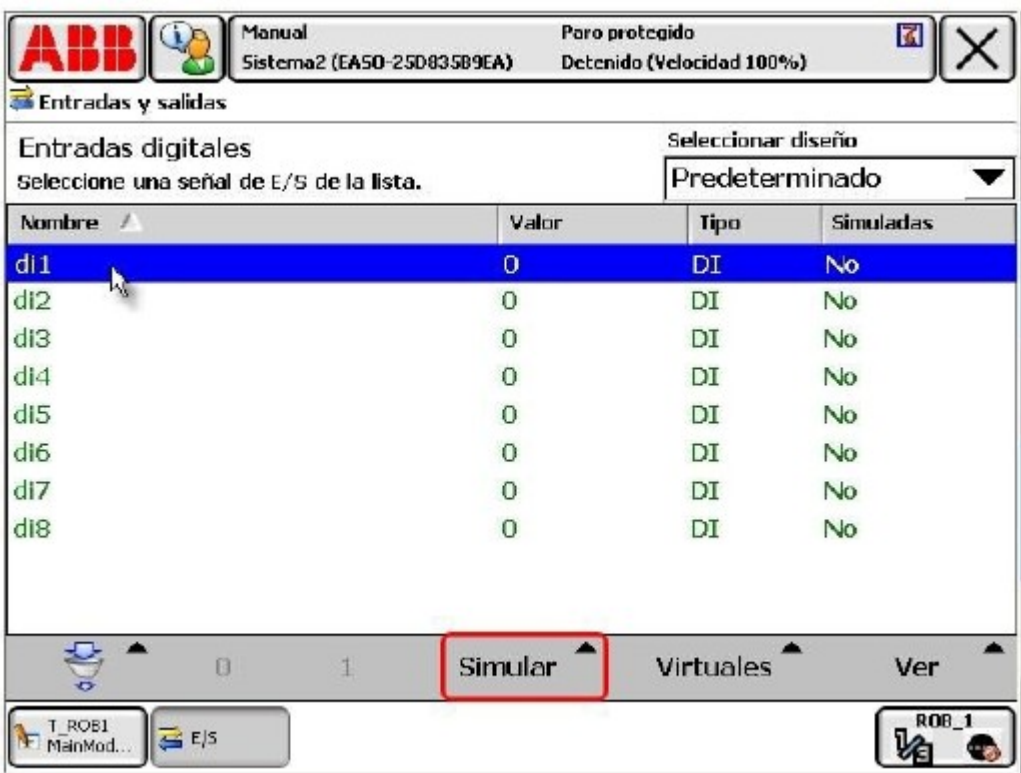 ABB
Manual
Sistema2 (EA50-25D835B9EA)
Paro protegido
Detenido (Velocidad 100%)
Entradas y salidas
Entradas digitales
Seleccione una señal de E/S de la lista.
Seleccionar diseño
Predeterminado
Nombre Valor Tipo Simuladas
di1 0 DI No
di2 0 DI No
di3 0 DI No
di4 0 DI No
di5 0 DI No
di6 0 DI No
di7 0 DI No
di8 0 DI No
0 1 Simular Virtuales Ver
T_ROB1
MainMod...
E/S
ROB_1
1/3